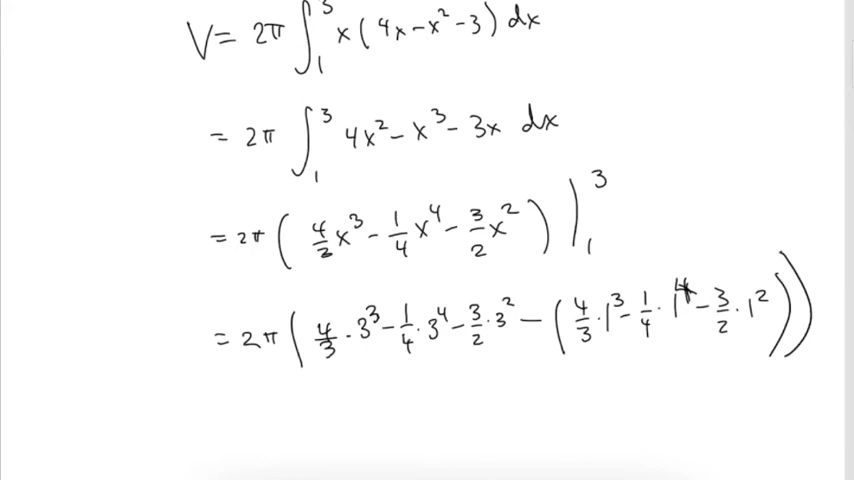 V = 2π ∫₁³ x(4x - x² - 3) dx
= 2π ∫₁³ 4x² - x³ - 3x dx
= 2π (4/3 x³ - 1/4 x⁴ - 3/2 x²) |₁³
= 2π (4/3 · 3³ - 1/4 · 3⁴ - 3/2 · 3² - (4/3 · 1³ - 1/4 · 1⁴ - 3/2 · 1²))